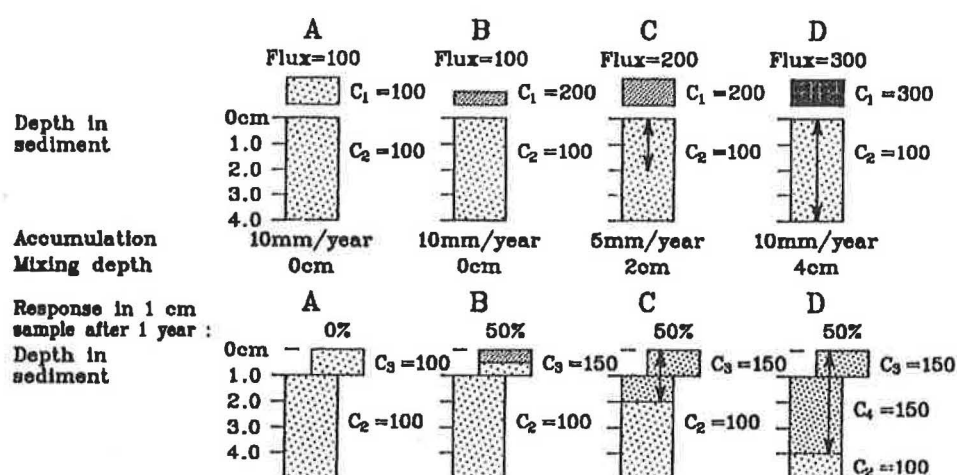 A B C D
Flux=100 Flux=100 Flux=200 Flux=300
C₁=100 C₁=200 C₁=200 C₁=300
Depth in
sediment
0cm
1.0
2.0
3.0
4.0
C₂=100 C₂=100 C₂=100 C₂=100
Accumulation 10mm/year 10mm/year 5mm/year 10mm/year
Mixing depth 0cm 0cm 2cm 4cm
Response in 1 cm
sample after 1 year :
A B C D
0% 50% 50% 50%
Depth in
sediment
0cm
1.0
2.0
3.0
4.0
C₃=100 C₃=150 C₃=150 C₃=150
C₂=100 C₂=100 C₂=100 C₄=150
C₂=100